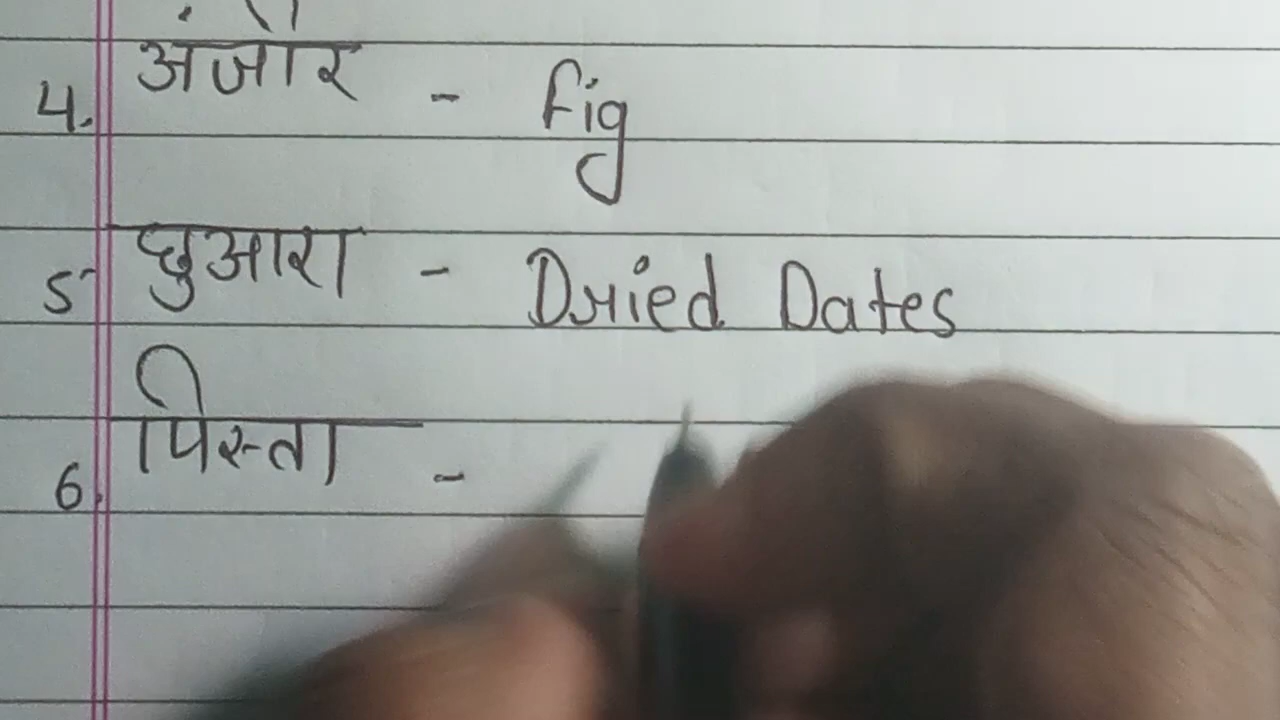 4. अंजीर - Fig
5 छुआरा - Dried Dates
6. पिस्ता -